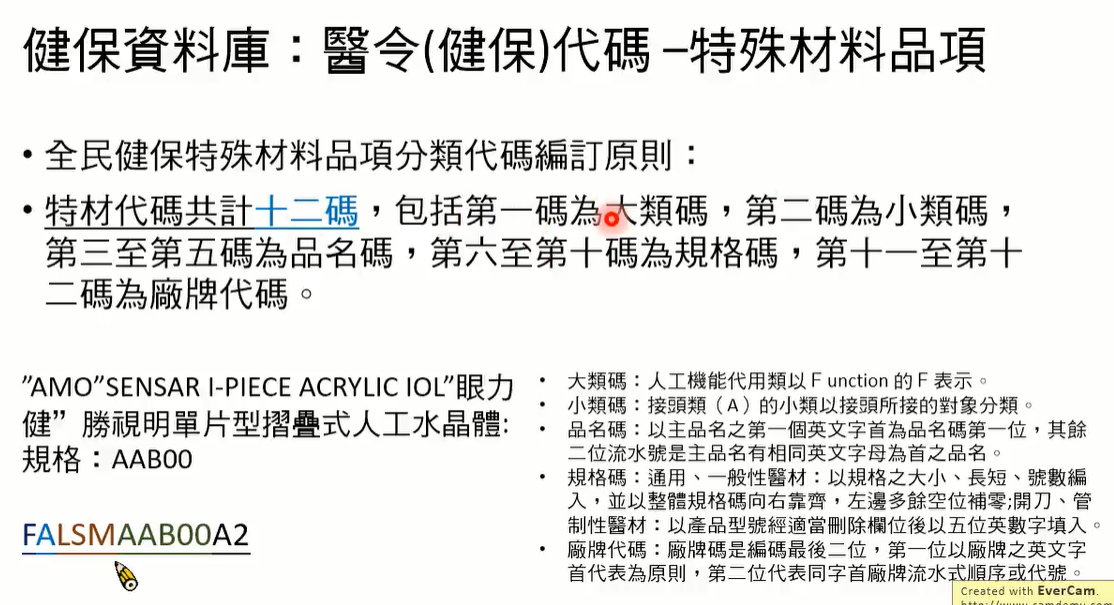 健保資料庫：醫令(健保)代碼 –特殊材料品項
• 全民健保特殊材料品項分類代碼編訂原則：
• 特材代碼共計十二碼，包括第一碼為大類碼，第二碼為小類碼，
第三至第五碼為品名碼，第六至第十碼為規格碼，第十一至第十
二碼為廠牌代碼。
”AMO”SENSAR I-PIECE ACRYLIC IOL”眼力
健” 勝視明單片型摺疊式人工水晶體:
規格：AAB00
FALSMAAB00A2
• 大類碼：人工機能代用類以Function的F表示。
• 小類碼：接頭類（A）的小類以接頭所接的對象分類。
• 品名碼：以主品名之第一個英文字首為品名碼第一位，其餘
二位流水號是主品名有相同英文字母為首之品名。
• 規格碼：通用、一般性醫材：以規格之大小、長短、號數編
入，並以整體規格碼向右靠齊，左邊多餘空位補零;開刀、管
制性醫材：以產品型號經適當刪除欄位後以五位英數字填入。
• 廠牌代碼：廠牌碼是編碼最後二位，第一位以廠牌之英文字
首代表為原則，第二位代表同字首廠牌流水式順序或代號。
Created with EverCam.
http://www.camdemy.com